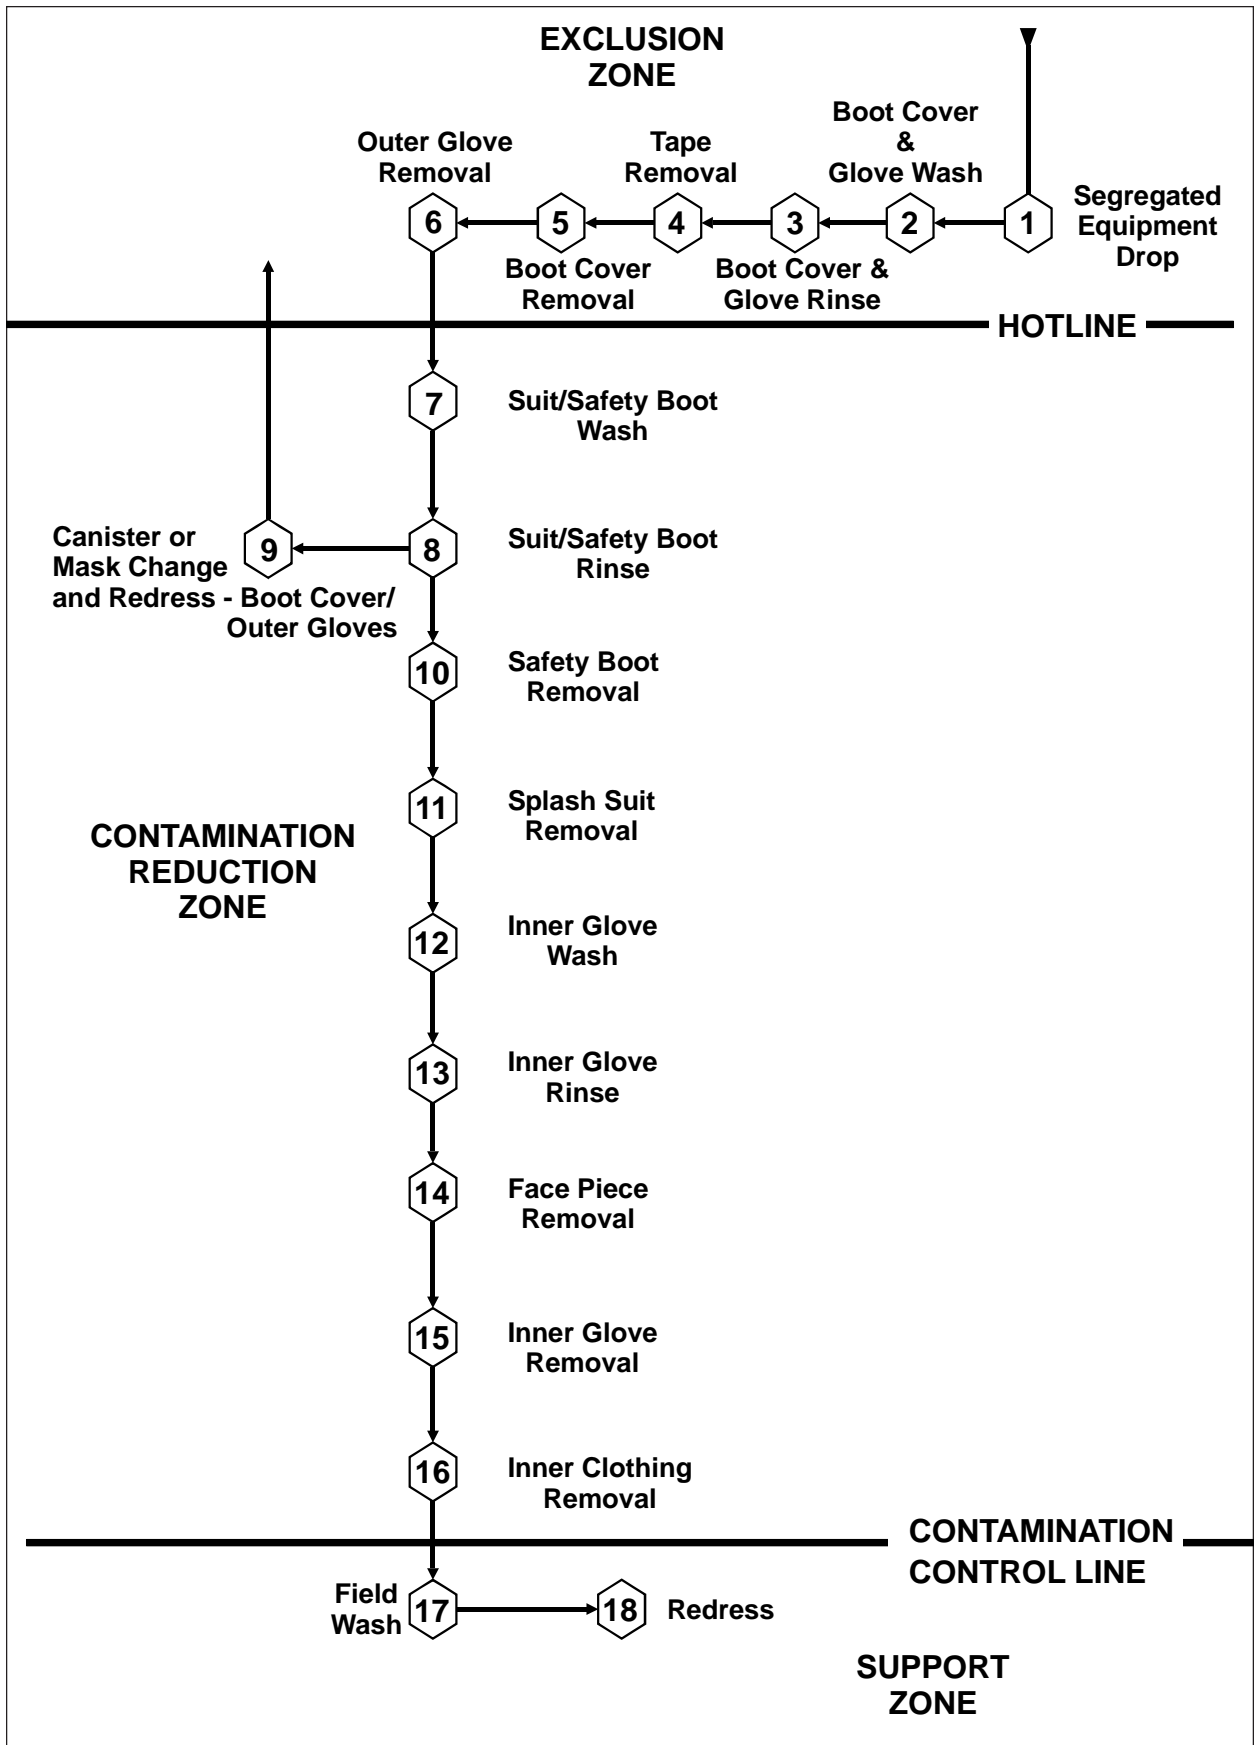 EXCLUSION
ZONE
Boot Cover
&
Glove Wash
Outer Glove
Removal
Tape
Removal
Segregated
Equipment
Drop
6
5
4
3
2
1
Boot Cover
Removal
Boot Cover &
Glove Rinse
HOTLINE
7
Suit/Safety Boot
Wash
Canister or
Mask Change
and Redress - Boot Cover/
Outer Gloves
9
8
Suit/Safety Boot
Rinse
10
Safety Boot
Removal
11
Splash Suit
Removal
CONTAMINATION
REDUCTION
ZONE
12
Inner Glove
Wash
13
Inner Glove
Rinse
14
Face Piece
Removal
15
Inner Glove
Removal
16
Inner Clothing
Removal
CONTAMINATION
CONTROL LINE
Field
Wash
17
18
Redress
SUPPORT
ZONE